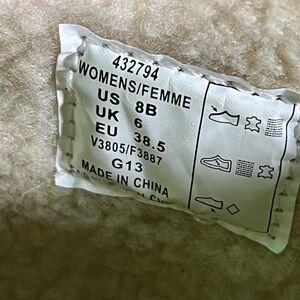 432794
WOMENS/FEMME
US 8B
UK 6
EU 38.5
V3805/F3887
G13
MADE IN CHINA